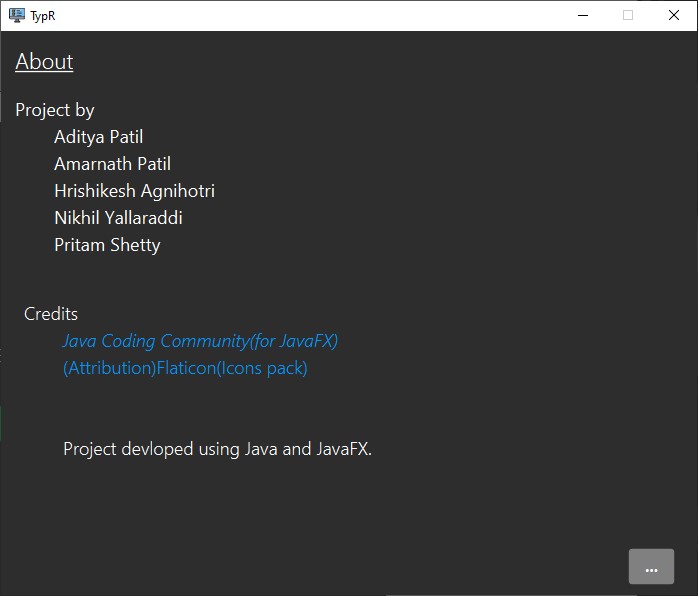 TypR
About
Project by
Aditya Patil
Amarnath Patil
Hrishikesh Agnihotri
Nikhil Yallaraddi
Pritam Shetty
Credits
Java Coding Community(for JavaFX)
(Attribution)Flaticon(Icons pack)
Project devloped using Java and JavaFX.
...